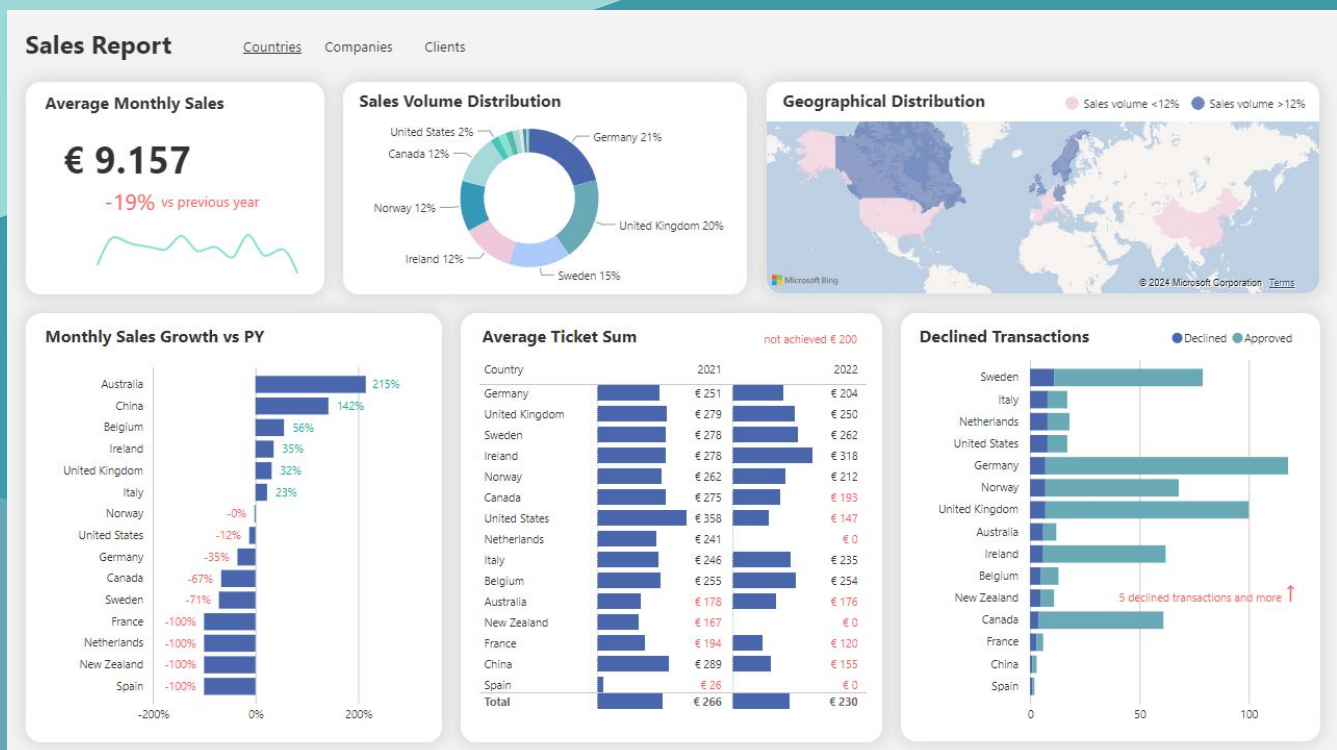 Sales Report
Countries Companies Clients
Average Monthly Sales
€ 9.157
-19% vs previous year
Sales Volume Distribution
United States 2%
Germany 21%
Canada 12%
Norway 12%
United Kingdom 20%
Ireland 12%
Sweden 15%
Geographical Distribution
Sales volume <12% Sales volume >12%
Microsoft Bing
© 2024 Microsoft Corporation Terms
Monthly Sales Growth vs PY
Australia 215%
China 142%
Belgium 56%
Ireland 35%
United Kingdom 32%
Italy 23%
Norway -0%
United States -12%
Germany -35%
Canada -67%
Sweden -71%
France -100%
Netherlands -100%
New Zealand -100%
Spain -100%
-200% 0% 200%
Average Ticket Sum
not achieved € 200
Country 2021 2022
Germany € 251 € 204
United Kingdom € 279 € 250
Sweden € 278 € 262
Ireland € 278 € 318
Norway € 262 € 212
Canada € 275 € 193
United States € 358 € 147
Netherlands € 241 € 0
Italy € 246 € 235
Belgium € 255 € 254
Australia € 178 € 176
New Zealand € 167 € 0
France € 194 € 120
China € 289 € 155
Spain € 26 € 0
Total € 266 € 230
Declined Transactions
Declined Approved
Sweden
Italy
Netherlands
United States
Germany
Norway
United Kingdom
Australia
Ireland
Belgium
New Zealand
5 declined transactions and more ↑
Canada
France
China
Spain
0 50 100